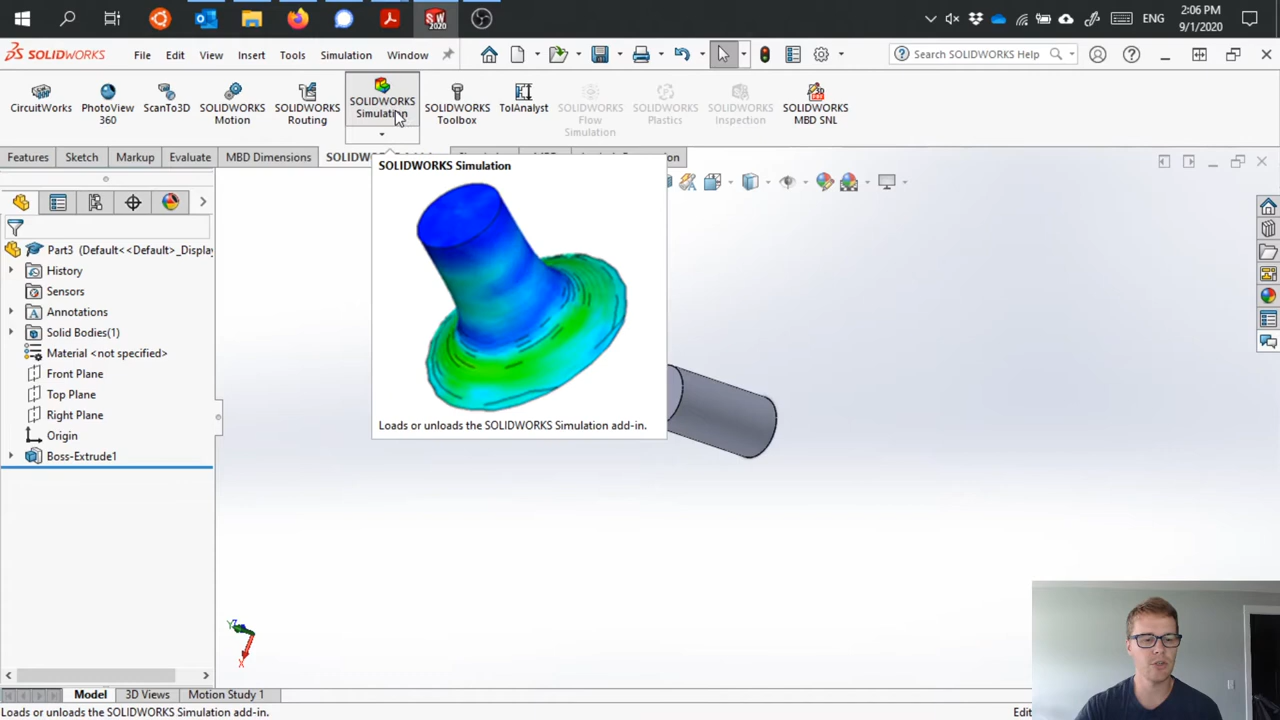 2:06 PM
ENG
9/1/2020
SOLIDWORKS
File
Edit
View
Insert
Tools
Simulation
Window
Search SOLIDWORKS Help
CircuitWorks
PhotoView
360
ScanTo3D
SOLIDWORKS
Motion
SOLIDWORKS
Routing
SOLIDWORKS
Simulation
SOLIDWORKS
Toolbox
TolAnalyst
SOLIDWORKS
Flow
Simulation
SOLIDWORKS
Plastics
SOLIDWORKS
Inspection
SOLIDWORKS
MBD SNL
Features
Sketch
Markup
Evaluate
MBD Dimensions
SOLIDWORKS
SOLIDWORKS Simulation
Loads or unloads the SOLIDWORKS Simulation add-in.
Part3 (Default<<Default>_Display
History
Sensors
Annotations
Solid Bodies(1)
Material <not specified>
Front Plane
Top Plane
Right Plane
Origin
Boss-Extrude1
Y
Z
X
Model
3D Views
Motion Study 1
Loads or unloads the SOLIDWORKS Simulation add-in.